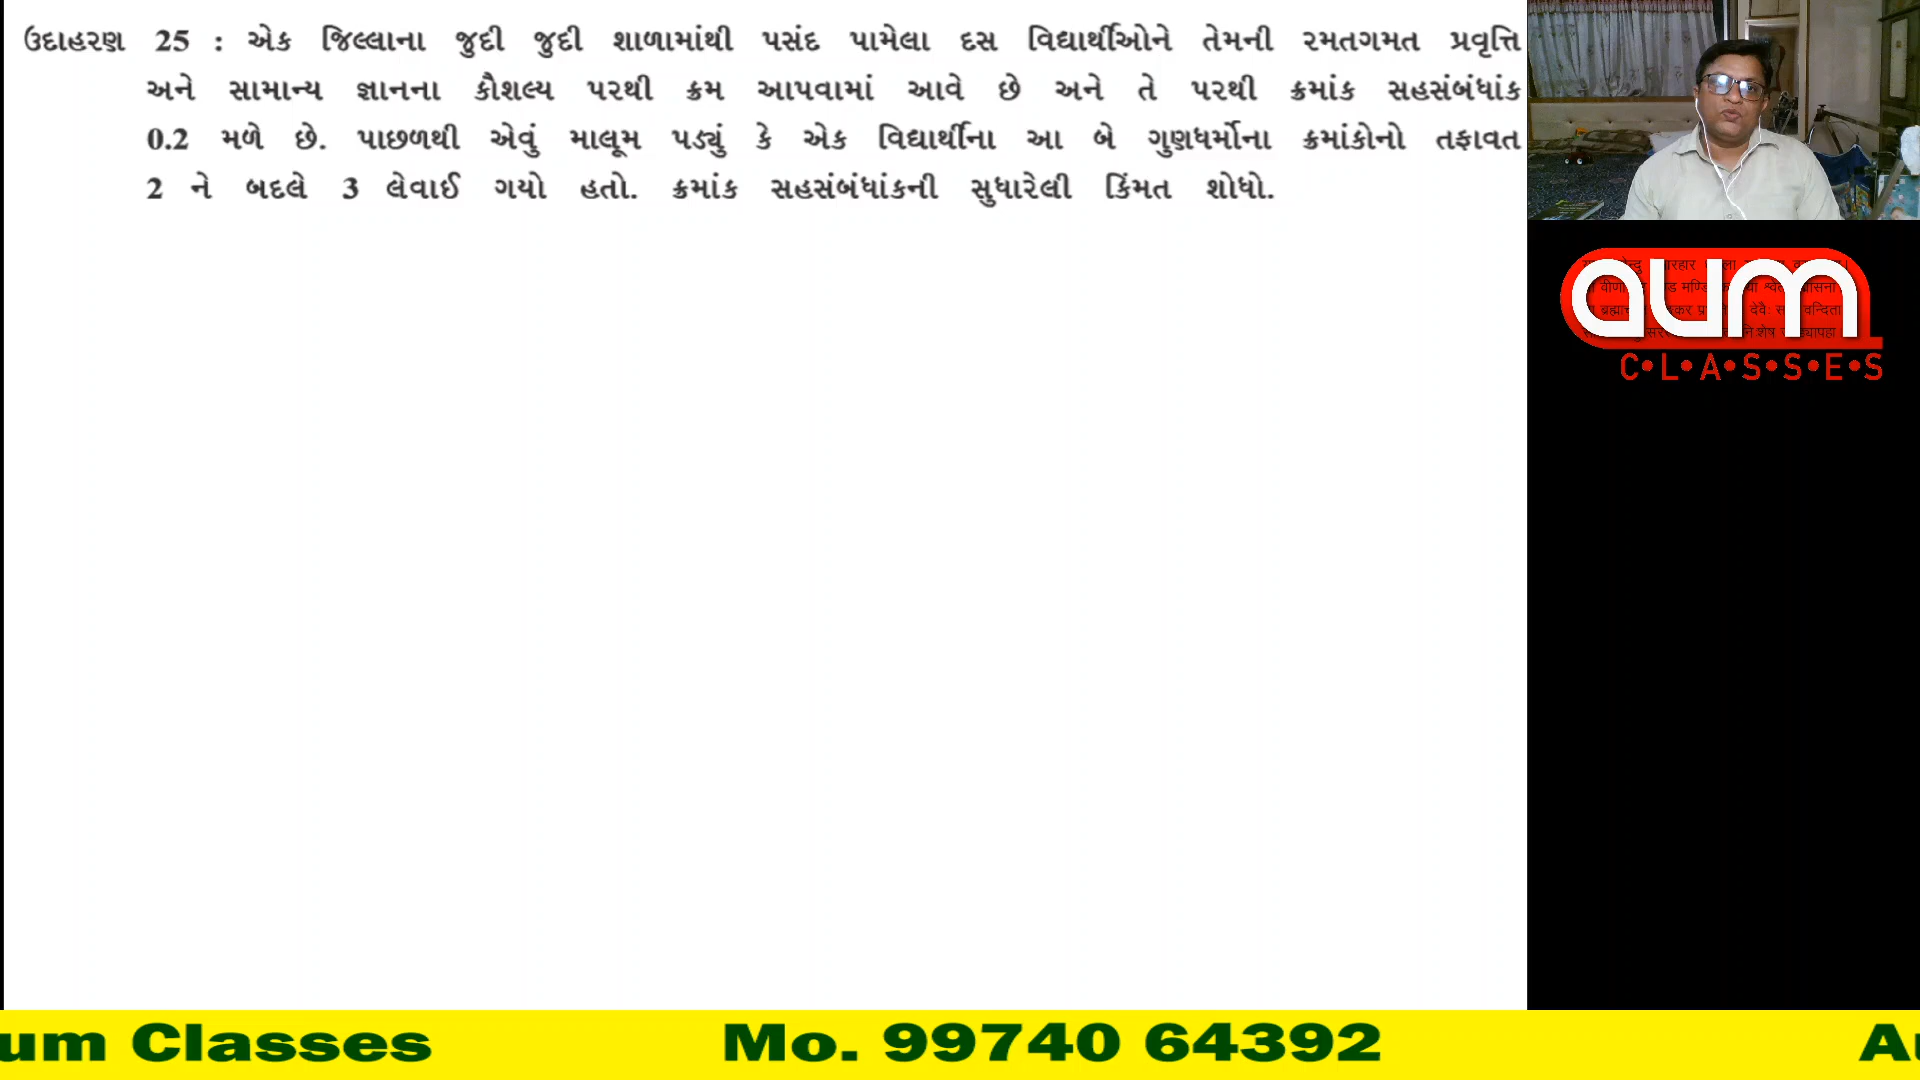 ઉદાહરણ 25 : એક જિલ્લાના જુદી જુદી શાળામાંથી પસંદ પામેલા દસ વિદ્યાર્થીઓને તેમની રમતગમત પ્રવૃત્તિ
અને સામાન્ય જ્ઞાનના કૌશલ્ય પરથી ક્રમ આપવામાં આવે છે અને તે પરથી ક્રમાંક સહસંબંધાંક
0.2 મળે છે. પાછળથી એવું માલૂમ પડ્યું કે એક વિદ્યાર્થીના આ બે ગુણધર્મોના ક્રમાંકોનો તફાવત
2 ને બદલે 3 લેવાઈ ગયો હતો. ક્રમાંક સહસંબંધાંકની સુધારેલી કિંમત શોધો.
aum
C•L•A•S•S•E•S
um Classes Mo. 99740 64392 Au